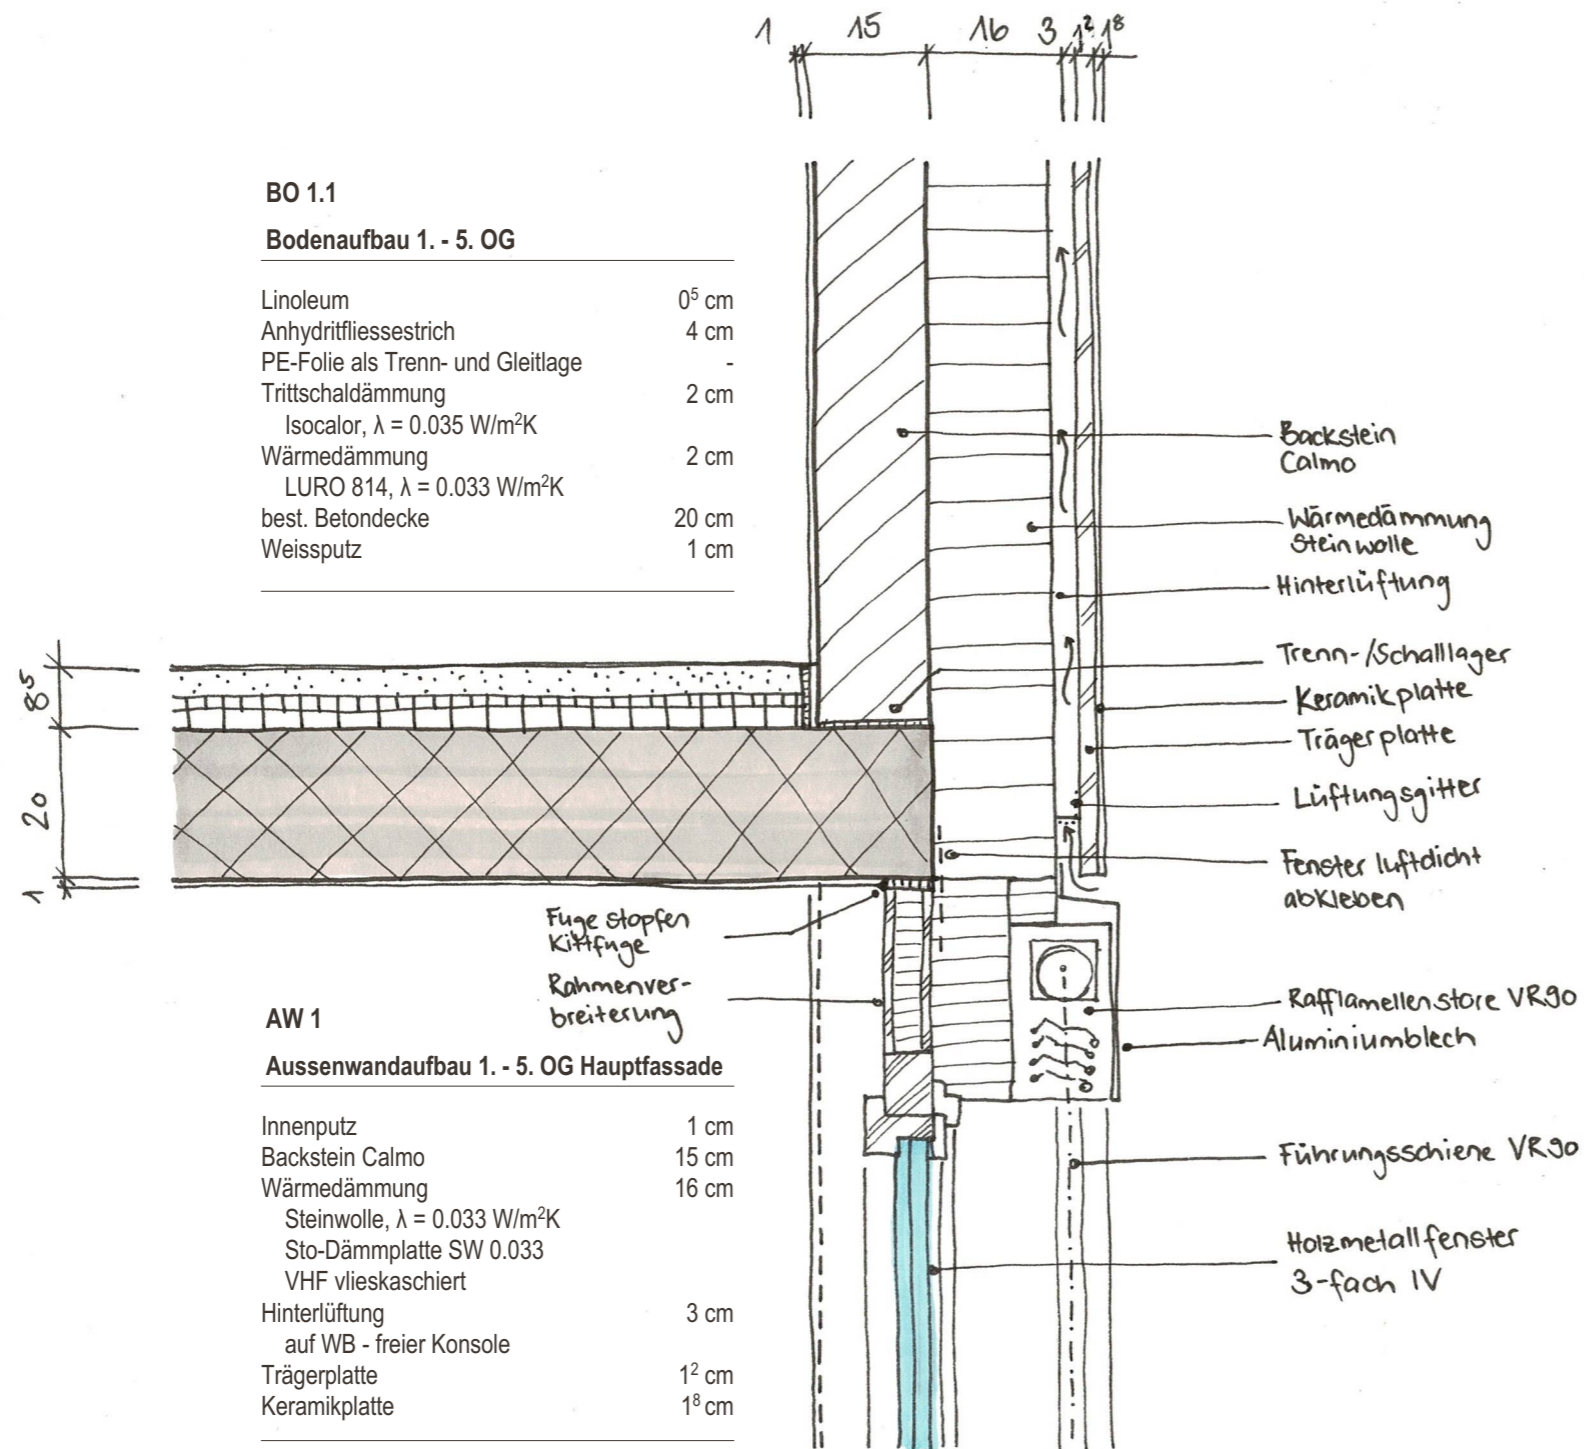 1 15 16 3 1² 1⁸
BO 1.1
Bodenaufbau 1. - 5. OG
Linoleum 0⁵ cm
Anhydritfliessestrich 4 cm
PE-Folie als Trenn- und Gleitlage -
Trittschaldämmung 2 cm
Isocalor, λ = 0.035 W/m²K
Wärmedämmung 2 cm
LURO 814, λ = 0.033 W/m²K
best. Betondecke 20 cm
Weissputz 1 cm
8⁵
20
1
Backstein
Calmo
Wärmedämmung
Steinwolle
Hinterlüftung
Trenn-/Schalllager
Keramikplatte
Trägerplatte
Lüftungsgitter
Fenster luftdicht
abkleben
Rafflamellenstore VR90
Aluminiumblech
Führungsschiene VR90
Holzmetallfenster
3-fach IV
Fuge stopfen
Kittfuge
Rahmenver-
breiterung
AW 1
Aussenwandaufbau 1. - 5. OG Hauptfassade
Innenputz 1 cm
Backstein Calmo 15 cm
Wärmedämmung 16 cm
Steinwolle, λ = 0.033 W/m²K
Sto-Dämmplatte SW 0.033
VHF vlieskaschiert
Hinterlüftung 3 cm
auf WB - freier Konsole
Trägerplatte 1² cm
Keramikplatte 1⁸ cm